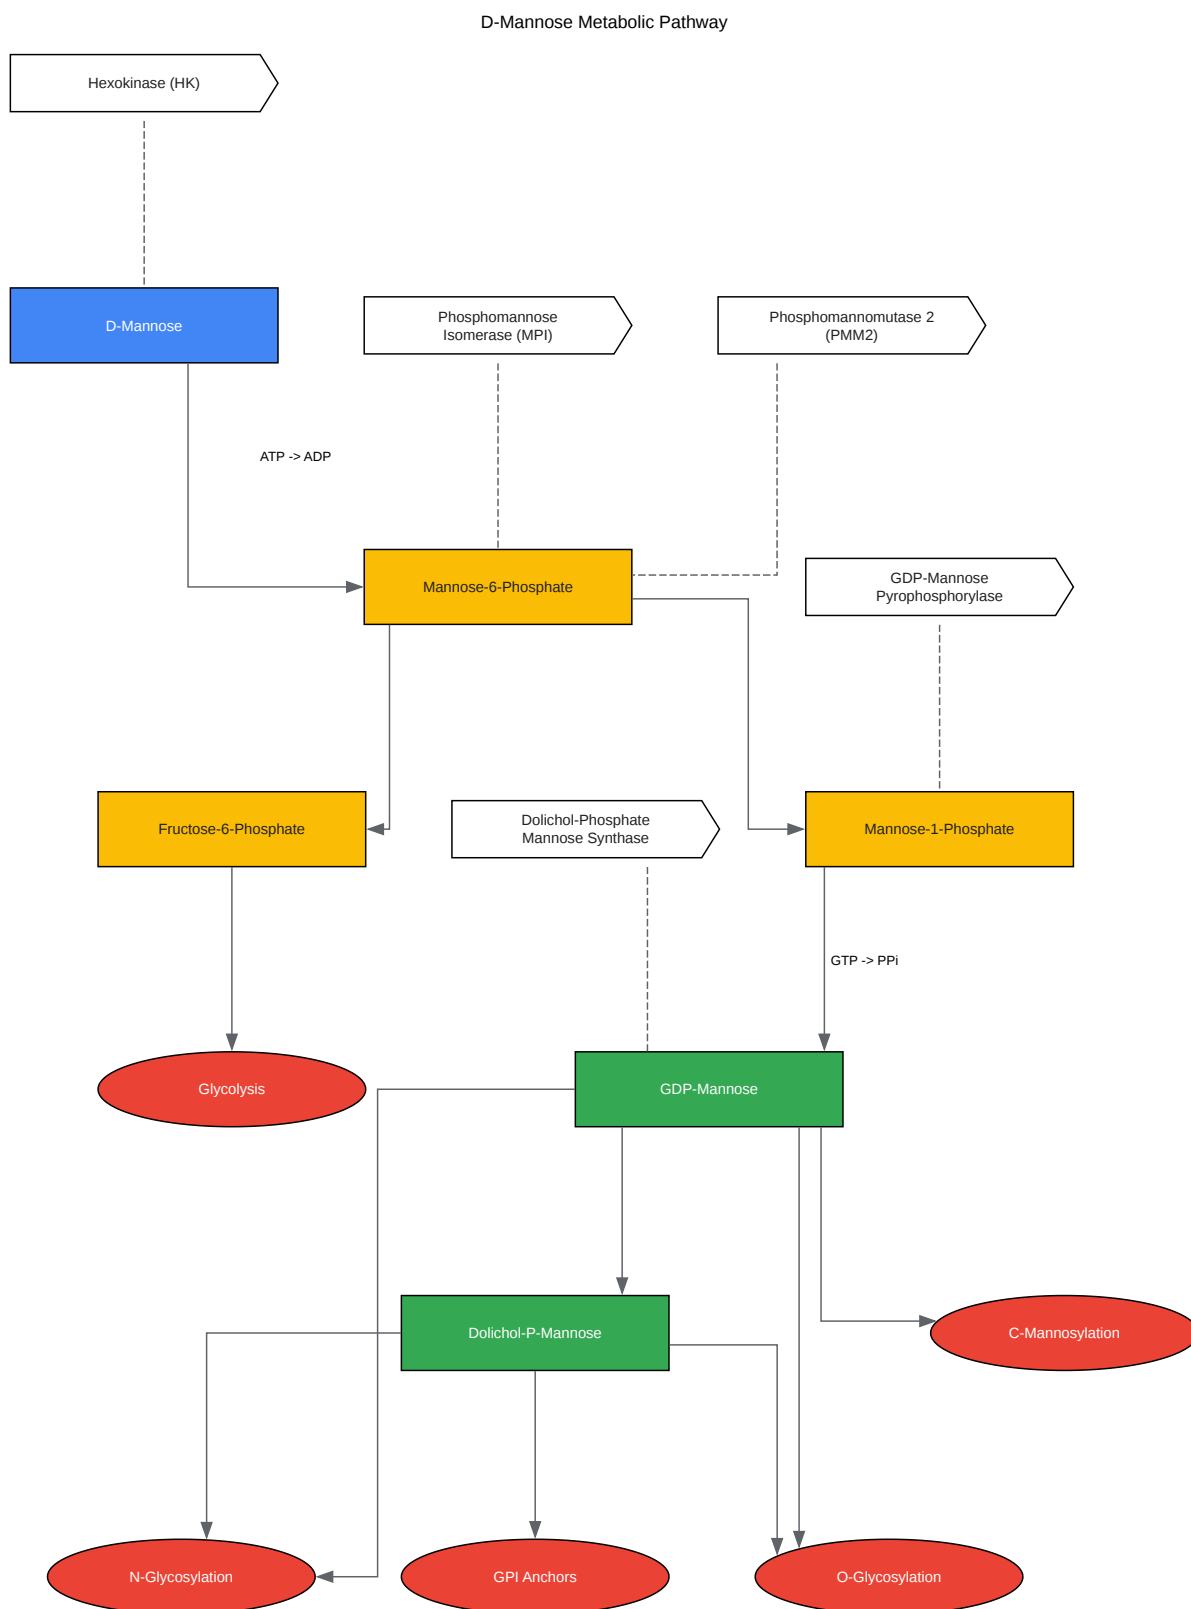 D-Mannose Metabolic Pathway
Hexokinase (HK)
D-Mannose
Phosphomannose
Isomerase (MPI)
Phosphomannomutase 2
(PMM2)
ATP -> ADP
Mannose-6-Phosphate
GDP-Mannose
Pyrophosphorylase
Fructose-6-Phosphate
Dolichol-Phosphate
Mannose Synthase
Mannose-1-Phosphate
GTP -> PPi
Glycolysis
GDP-Mannose
Dolichol-P-Mannose
C-Mannosylation
N-Glycosylation
GPI Anchors
O-Glycosylation